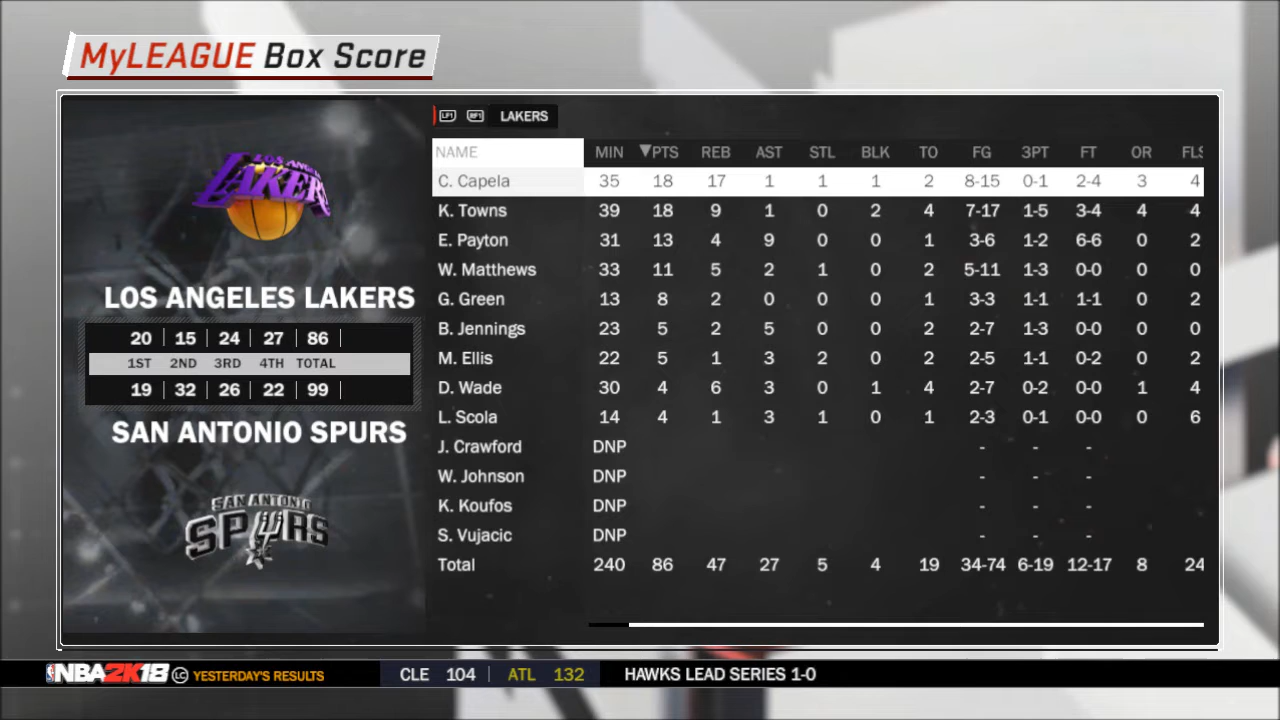 MyLEAGUE Box Score
LOS ANGELES LAKERS
LOS ANGELES LAKERS
20 15 24 27 86
1ST 2ND 3RD 4TH TOTAL
19 32 26 22 99
SAN ANTONIO SPURS
SAN ANTONIO
SPURS
LF1 RF1 LAKERS
NAME MIN ▼PTS REB AST STL BLK TO FG 3PT FT OR FLS
C. Capela 35 18 17 1 1 1 2 8-15 0-1 2-4 3 4
K. Towns 39 18 9 1 0 2 4 7-17 1-5 3-4 4 4
E. Payton 31 13 4 9 0 0 1 3-6 1-2 6-6 0 2
W. Matthews 33 11 5 2 1 0 2 5-11 1-3 0-0 0 0
G. Green 13 8 2 0 0 0 1 3-3 1-1 1-1 0 2
B. Jennings 23 5 2 5 0 0 2 2-7 1-3 0-0 0 0
M. Ellis 22 5 1 3 2 0 2 2-5 1-1 0-2 0 2
D. Wade 30 4 6 3 0 1 4 2-7 0-2 0-0 1 4
L. Scola 14 4 1 3 1 0 1 2-3 0-1 0-0 0 6
J. Crawford DNP - - -
W. Johnson DNP - - -
K. Koufos DNP - - -
S. Vujacic DNP - - -
Total 240 86 47 27 5 4 19 34-74 6-19 12-17 8 24
NBA2K18 LC YESTERDAY'S RESULTS CLE 104 ATL 132 HAWKS LEAD SERIES 1-0